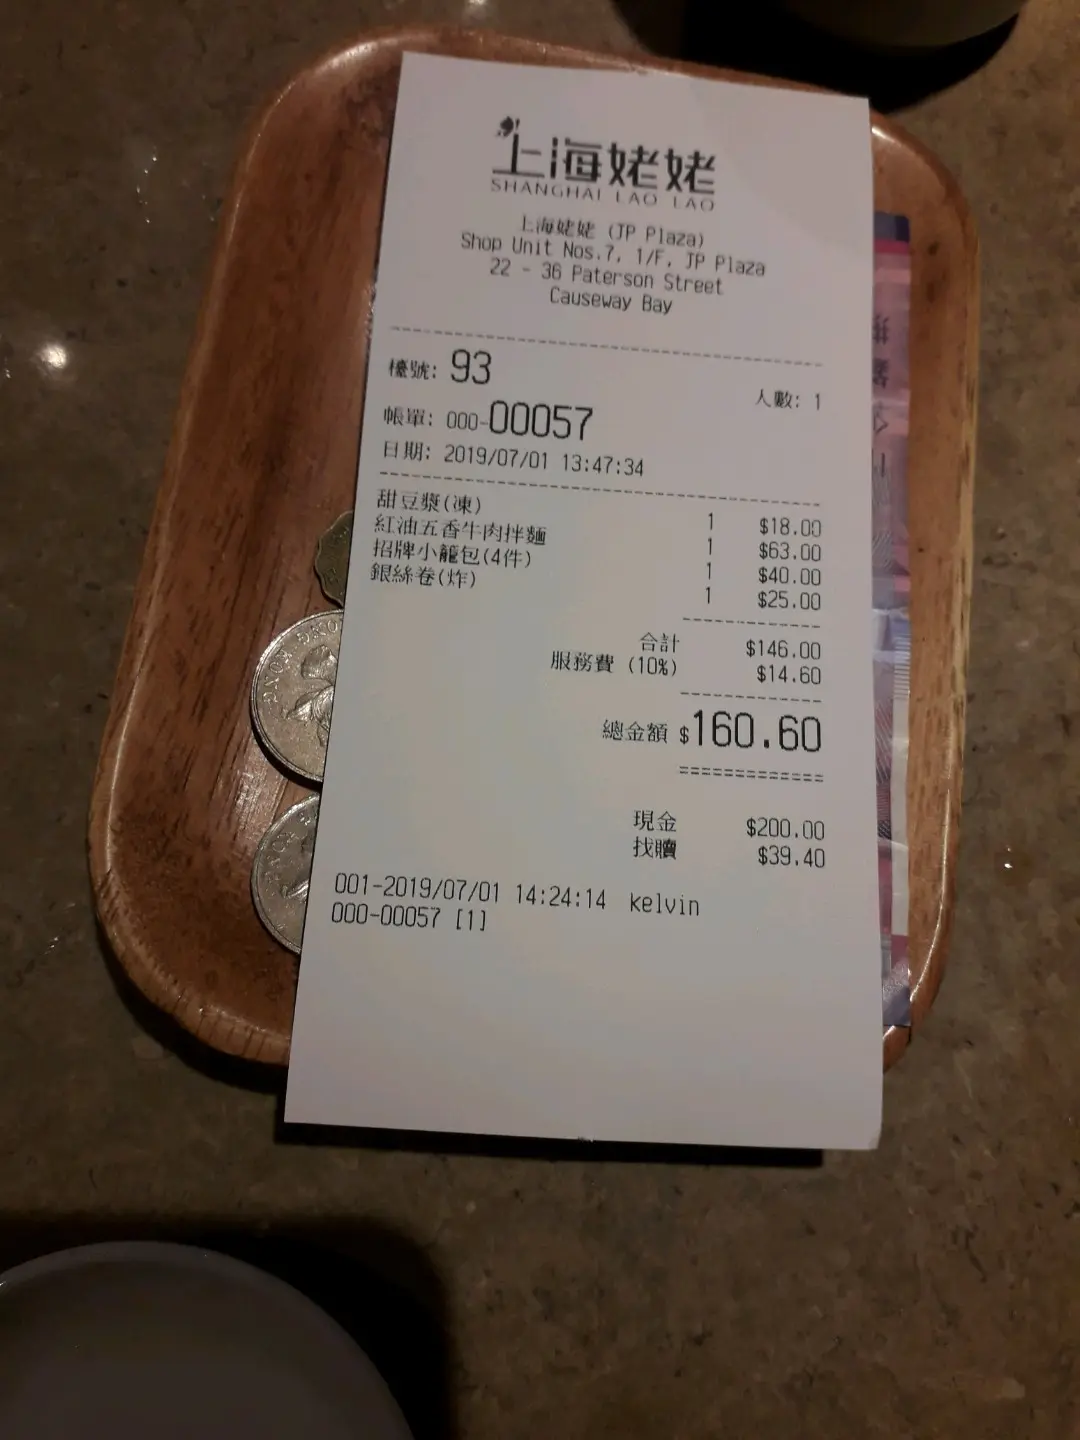 上海姥姥
SHANGHAI LAO LAO
上海姥姥 (JP Plaza)
Shop Unit Nos.7, 1/F, JP Plaza
22 - 36 Paterson Street
Causeway Bay
檯號: 93 人數: 1
帳單: 000-00057
日期: 2019/07/01 13:47:34
甜豆漿(凍) 1 $18.00
紅油五香牛肉拌麵 1 $63.00
招牌小籠包(4件) 1 $40.00
銀絲卷(炸) 1 $25.00
合計 $146.00
服務費 (10%) $14.60
總金額 $160.60
現金 $200.00
找贖 $39.40
001-2019/07/01 14:24:14 kelvin
000-00057 [1]